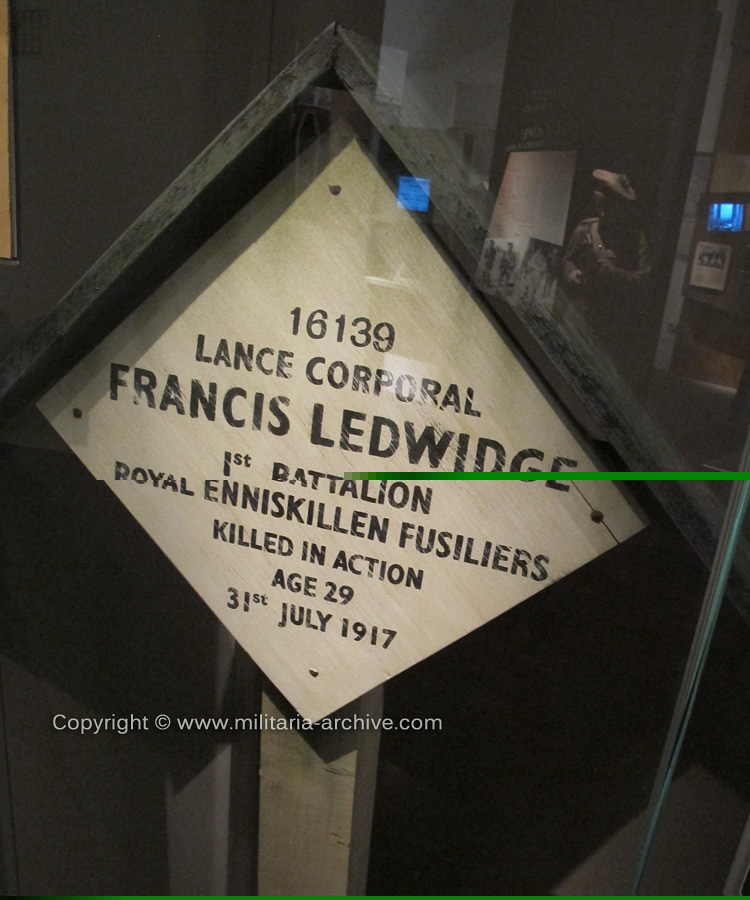 16139
LANCE CORPORAL
FRANCIS LEDWIDGE
1st BATTALION
ROYAL ENNISKILLEN FUSILIERS
KILLED IN ACTION
AGE 29
31st JULY 1917
Copyright © www.militaria-archive.com